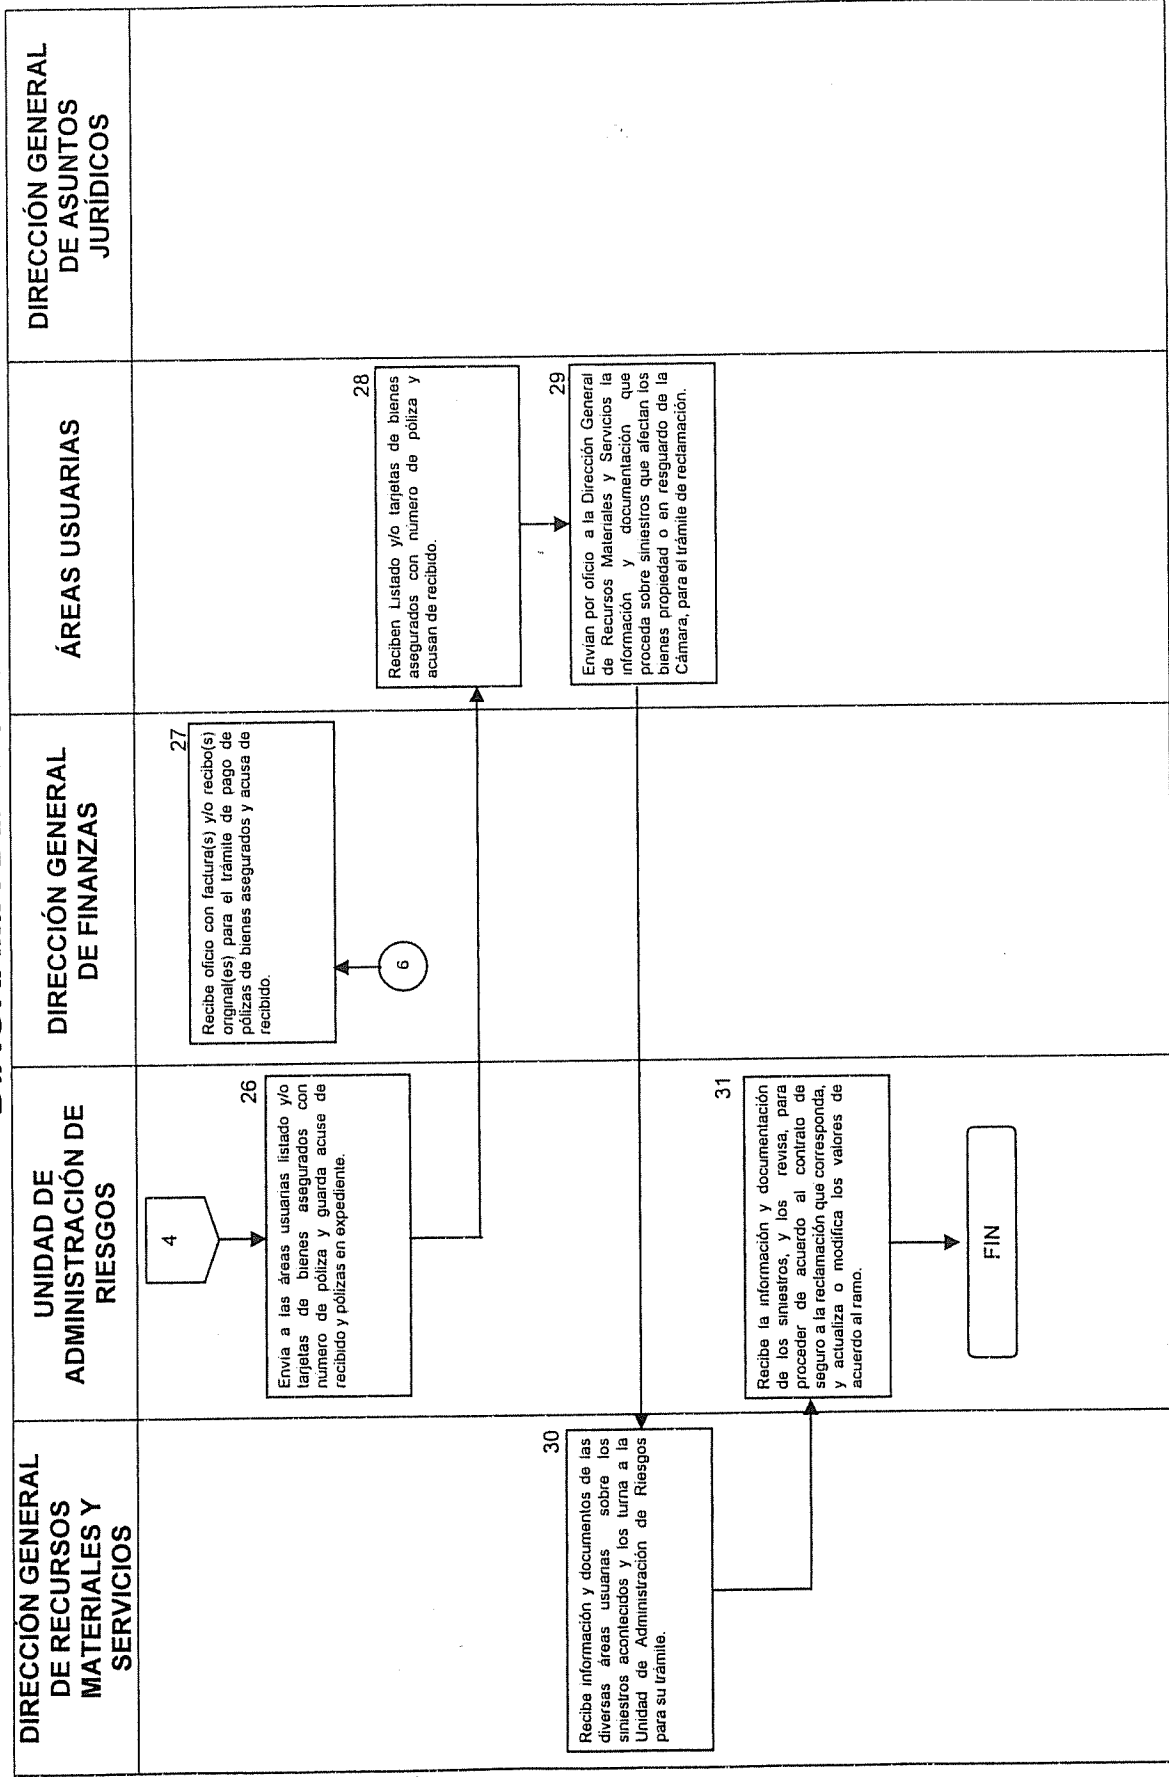 DIRECCIÓN GENERAL
DE RECURSOS
MATERIALES Y
SERVICIOS
UNIDAD DE
ADMINISTRACIÓN DE
RIESGOS
DIRECCIÓN GENERAL
DE FINANZAS
ÁREAS USUARIAS
DIRECCIÓN GENERAL
DE ASUNTOS
JURÍDICOS
4
26
Envía a las áreas usuarias listado y/o
tarjetas de bienes asegurados con
número de póliza y guarda acuse de
recibido y pólizas en expediente.
27
Recibe oficio con factura(s) y/o recibo(s)
original(es) para el trámite de pago de
pólizas de bienes asegurados y acusa de
recibido.
6
28
Reciben Listado y/o tarjetas de bienes
asegurados con número de póliza y
acusan de recibido.
29
Envían por oficio a la Dirección General
de Recursos Materiales y Servicios la
información y documentación que
proceda sobre siniestros que afectan los
bienes propiedad o en resguardo de la
Cámara, para el trámite de reclamación.
30
Recibe información y documentos de las
diversas áreas usuarias sobre los
siniestros acontecidos y los turna a la
Unidad de Administración de Riesgos
para su trámite.
31
Recibe la información y documentación
de los siniestros, y los revisa, para
proceder de acuerdo al contrato de
seguro a la reclamación que corresponda,
y actualiza o modifica los valores de
acuerdo al ramo.
FIN